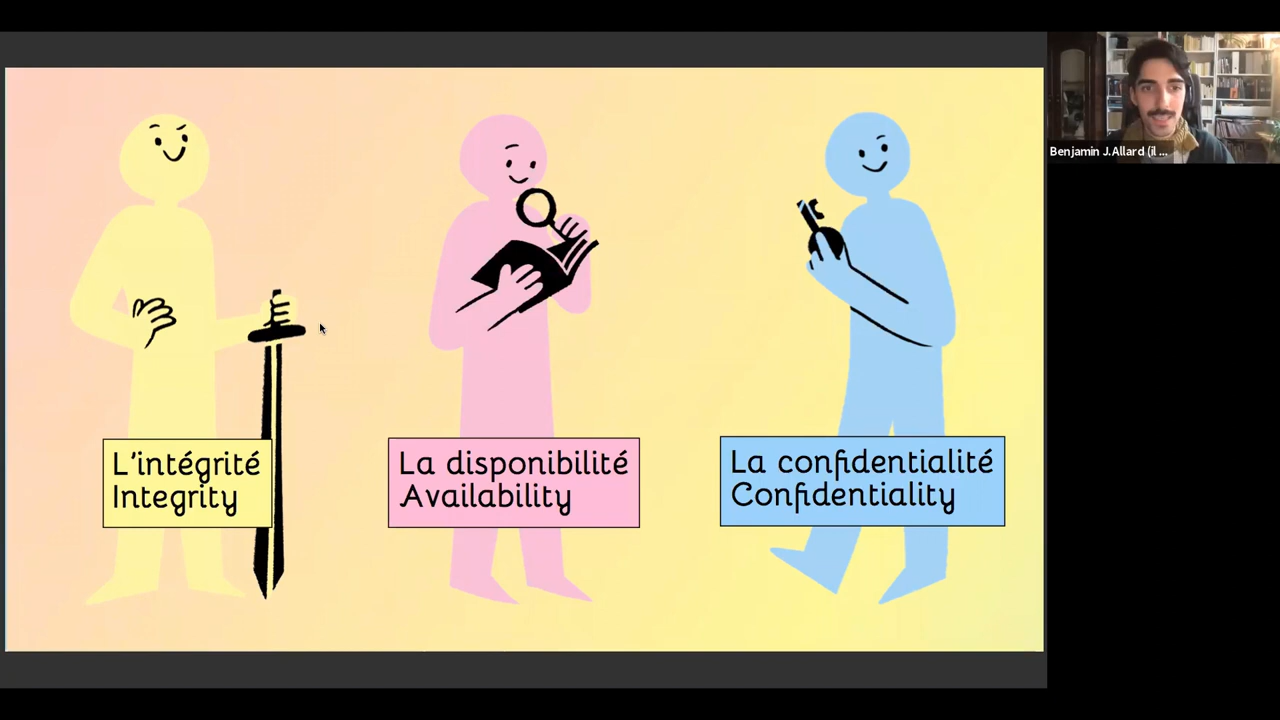 L'intégrité
Integrity
La disponibilité
Availability
La confidentialité
Confidentiality
Benjamin J.Allard (il ...